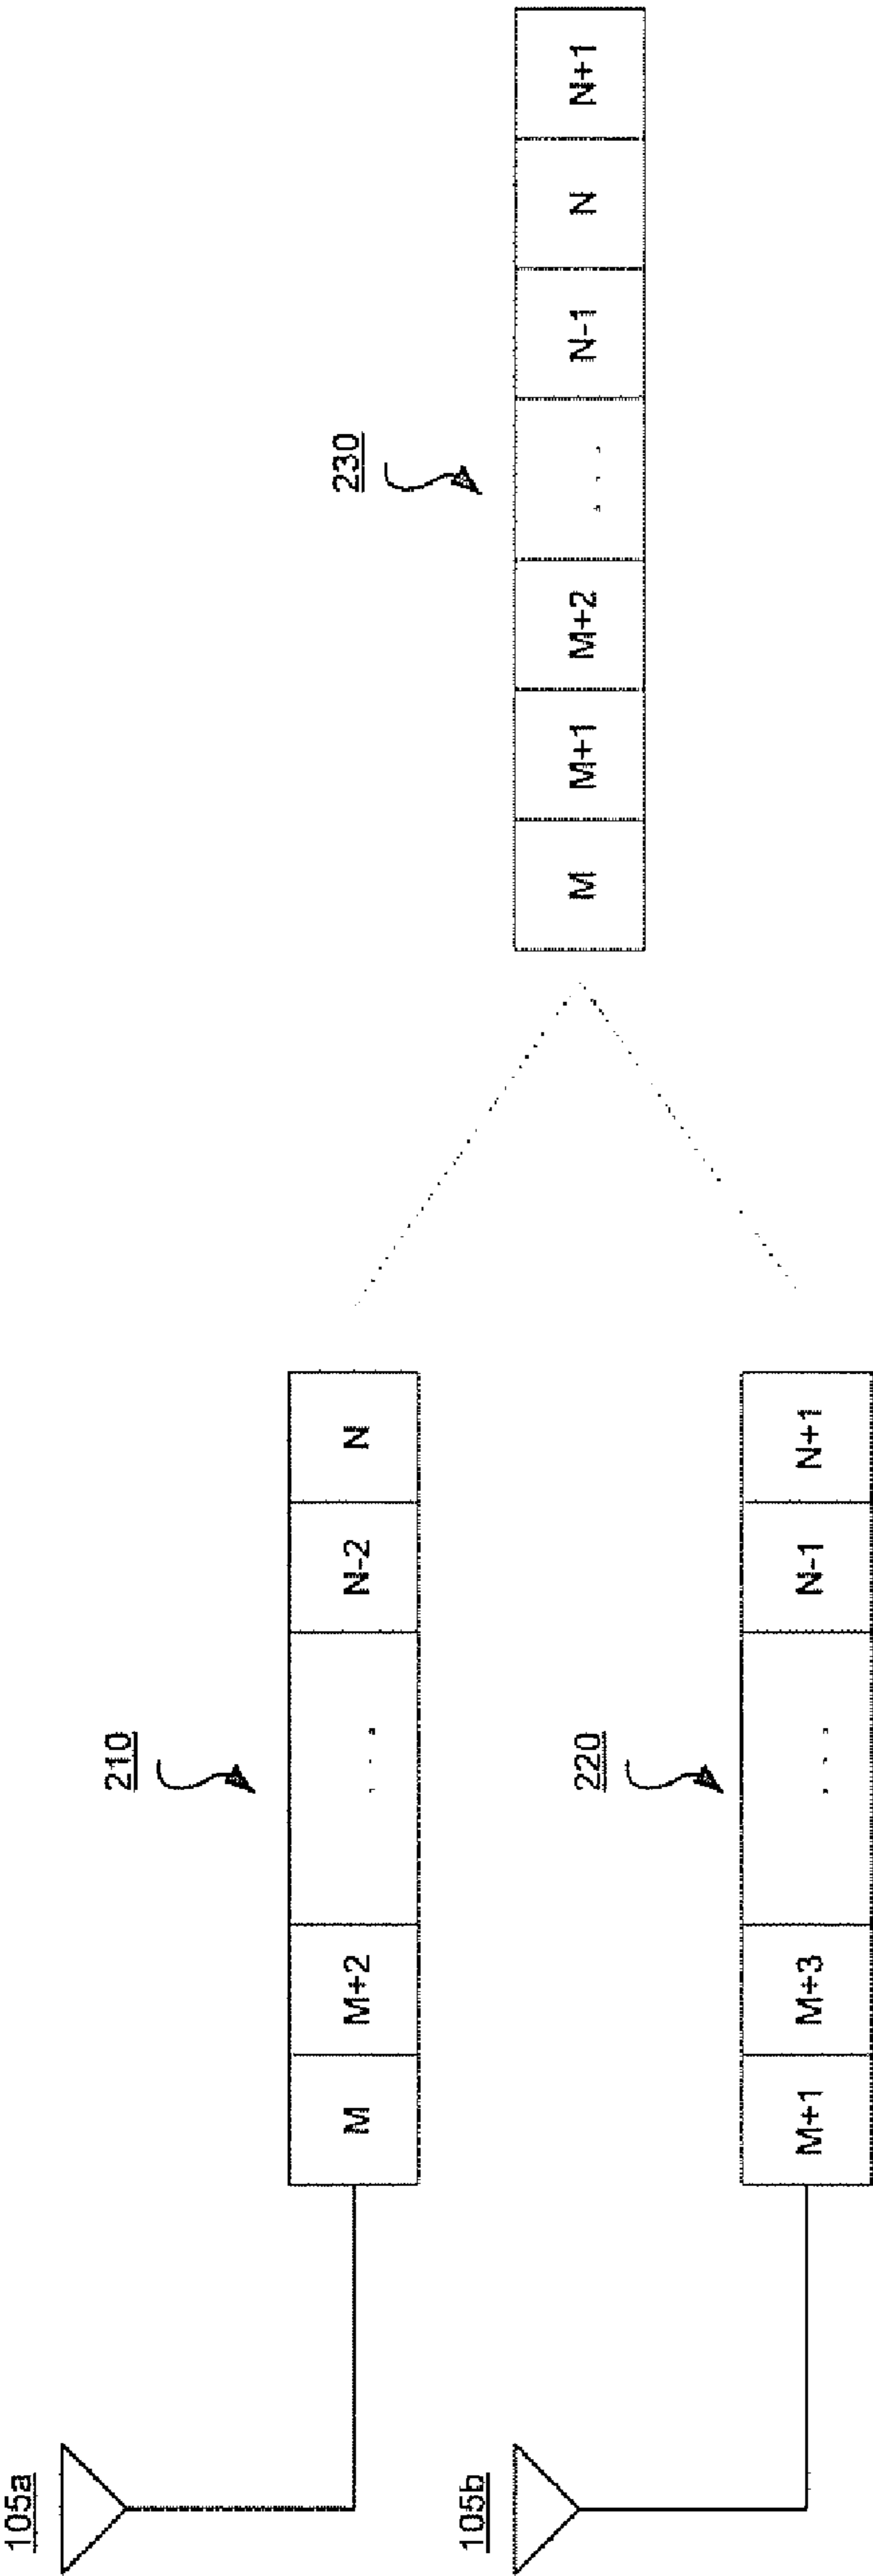 105a
210
M M+2 ... N-2 N
105b
220
M+1 M+3 ... N-1 N+1
230
M M+1 M+2 ... N-1 N N+1